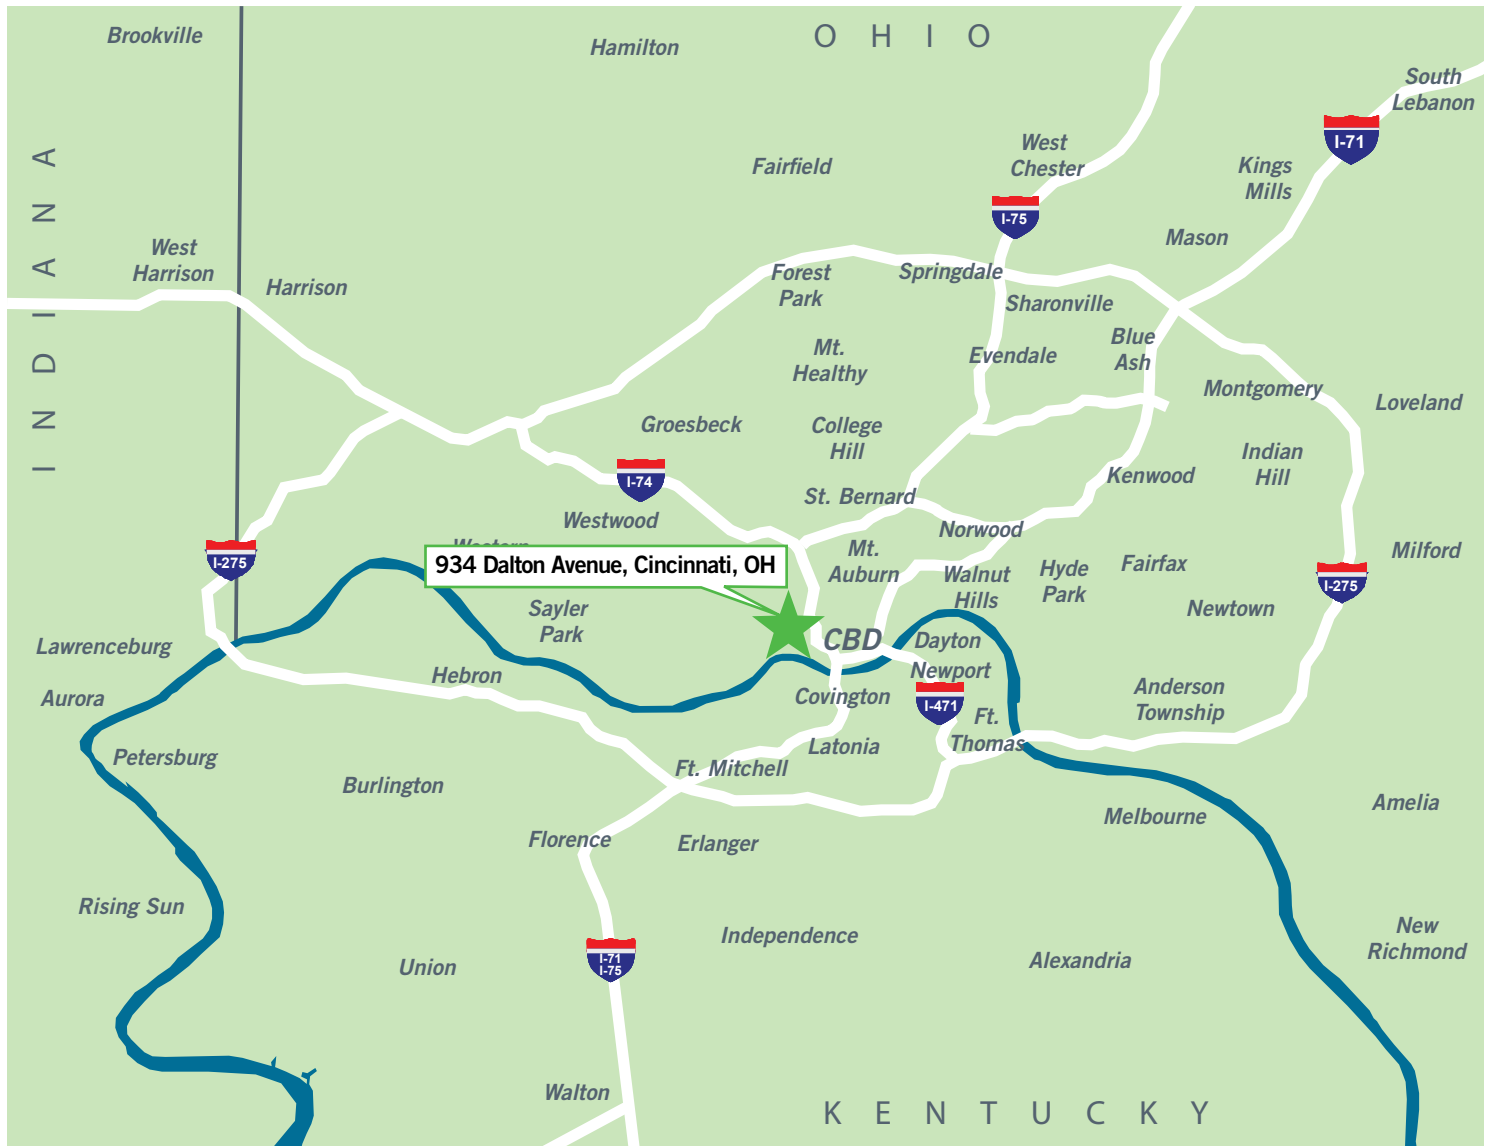 Brookville
Hamilton
OHIO
South
Lebanon
I-71
West
Chester
Fairfield
Kings
Mills
I-75
Mason
INDIANA
West
Harrison
Harrison
Forest
Park
Springdale
Sharonville
Blue
Ash
Mt.
Healthy
Evendale
Montgomery
Loveland
Groesbeck
College
Hill
Indian
Hill
Kenwood
I-74
St. Bernard
Westwood
Norwood
Western
Mt.
Auburn
934 Dalton Avenue, Cincinnati, OH
I-275
Walnut
Hills
Hyde
Park
Fairfax
Milford
I-275
Newtown
Sayler
Park
Lawrenceburg
CBD
Dayton
Newport
Hebron
Aurora
Covington
I-471
Anderson
Township
Ft.
Thomas
Latonia
Petersburg
Ft. Mitchell
Burlington
Amelia
Melbourne
Florence
Erlanger
Rising Sun
Independence
New
Richmond
Union
I-71
I-75
Alexandria
Walton
KENTUCKY